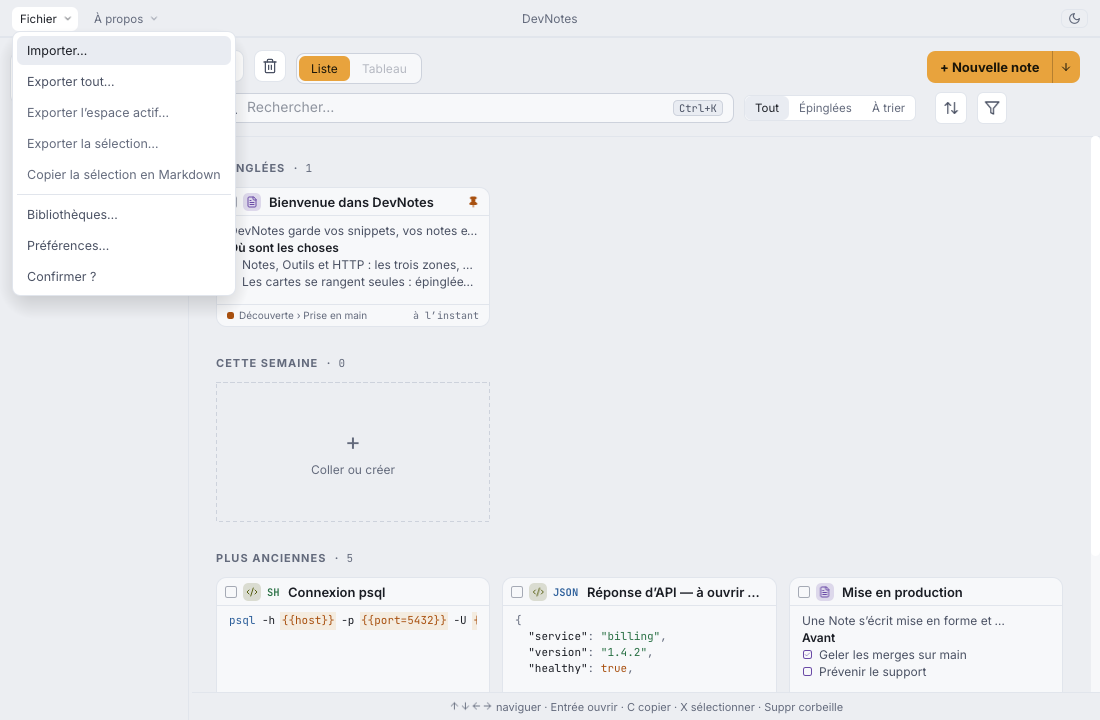 Fichier
À propos
DevNotes
Importer...
Exporter tout...
Exporter l'espace actif...
Exporter la sélection...
Copier la sélection en Markdown
Bibliothèques...
Préférences...
Confirmer ?
Liste
Tableau
+ Nouvelle note
Rechercher...
Ctrl+K
Tout
Épinglées
À trier
NGLÉES · 1
Bienvenue dans DevNotes
DevNotes garde vos snippets, vos notes e...
Où sont les choses
Notes, Outils et HTTP : les trois zones, ...
Les cartes se rangent seules : épinglée...
Découverte › Prise en main
à l'instant
CETTE SEMAINE · 0
+
Coller ou créer
PLUS ANCIENNES · 5
</> SH Connexion psql
psql -h {{host}} -p {{port=5432}} -U {
</> JSON Réponse d'API — à ouvrir ...
{
"service": "billing",
"version": "1.4.2",
"healthy": true,
Mise en production
Une Note s'écrit mise en forme et ...
Avant
Geler les merges sur main
Prévenir le support
↑↓←→ naviguer · Entrée ouvrir · C copier · X sélectionner · Suppr corbeille